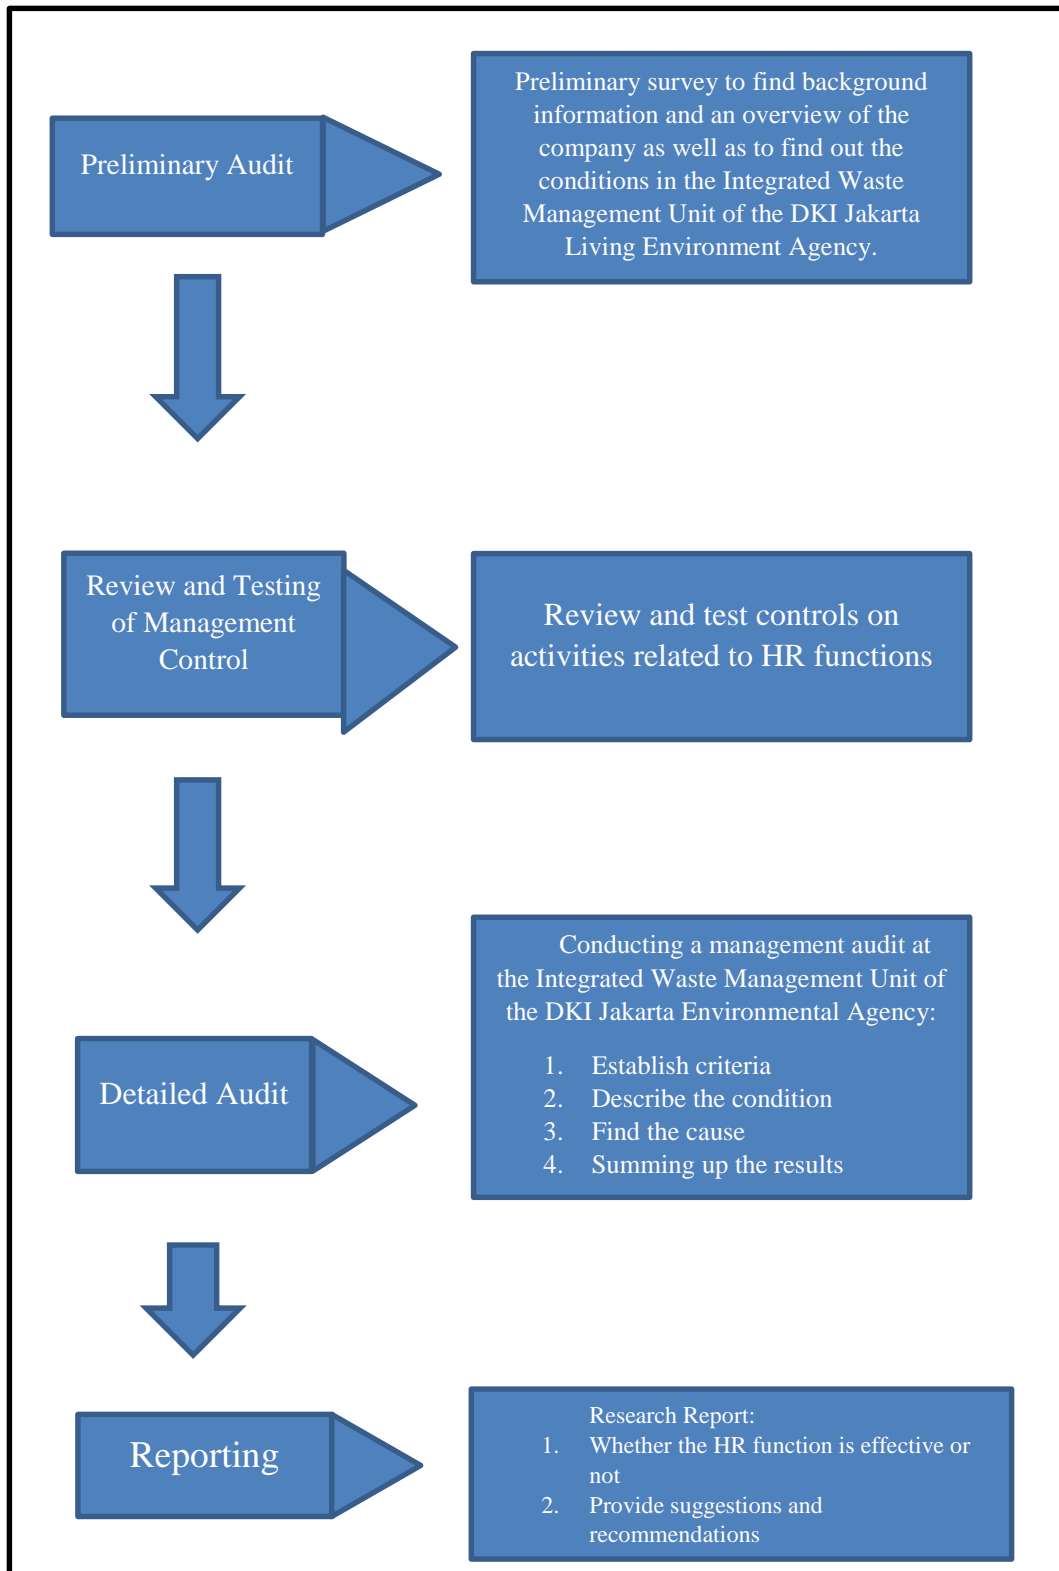 Preliminary Audit
Preliminary survey to find background
information and an overview of the
company as well as to find out the
conditions in the Integrated Waste
Management Unit of the DKI Jakarta
Living Environment Agency.
Review and Testing
of Management
Control
Review and test controls on
activities related to HR functions
Detailed Audit
Conducting a management audit at
the Integrated Waste Management Unit of
the DKI Jakarta Environmental Agency:
1. Establish criteria
2. Describe the condition
3. Find the cause
4. Summing up the results
Reporting
Research Report:
1. Whether the HR function is effective or
not
2. Provide suggestions and
recommendations